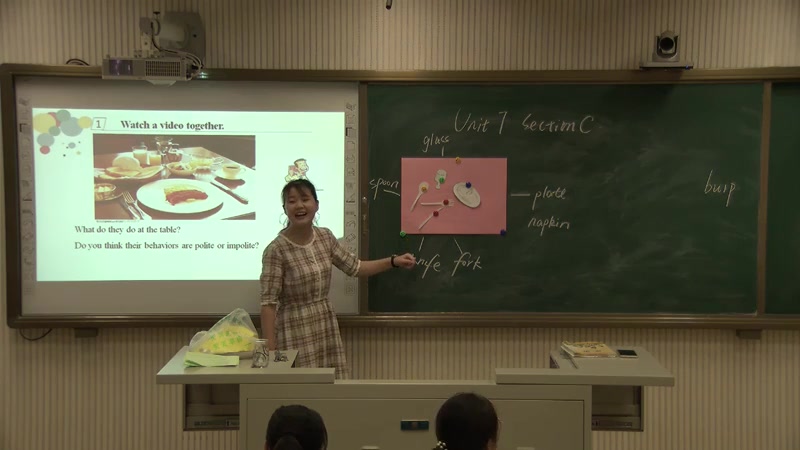 1 Watch a video together.
What do they do at the table?
Do you think their behaviors are polite or impolite?
Unit 7 Section C
glass
spoon
plate
burp
napkin
fork